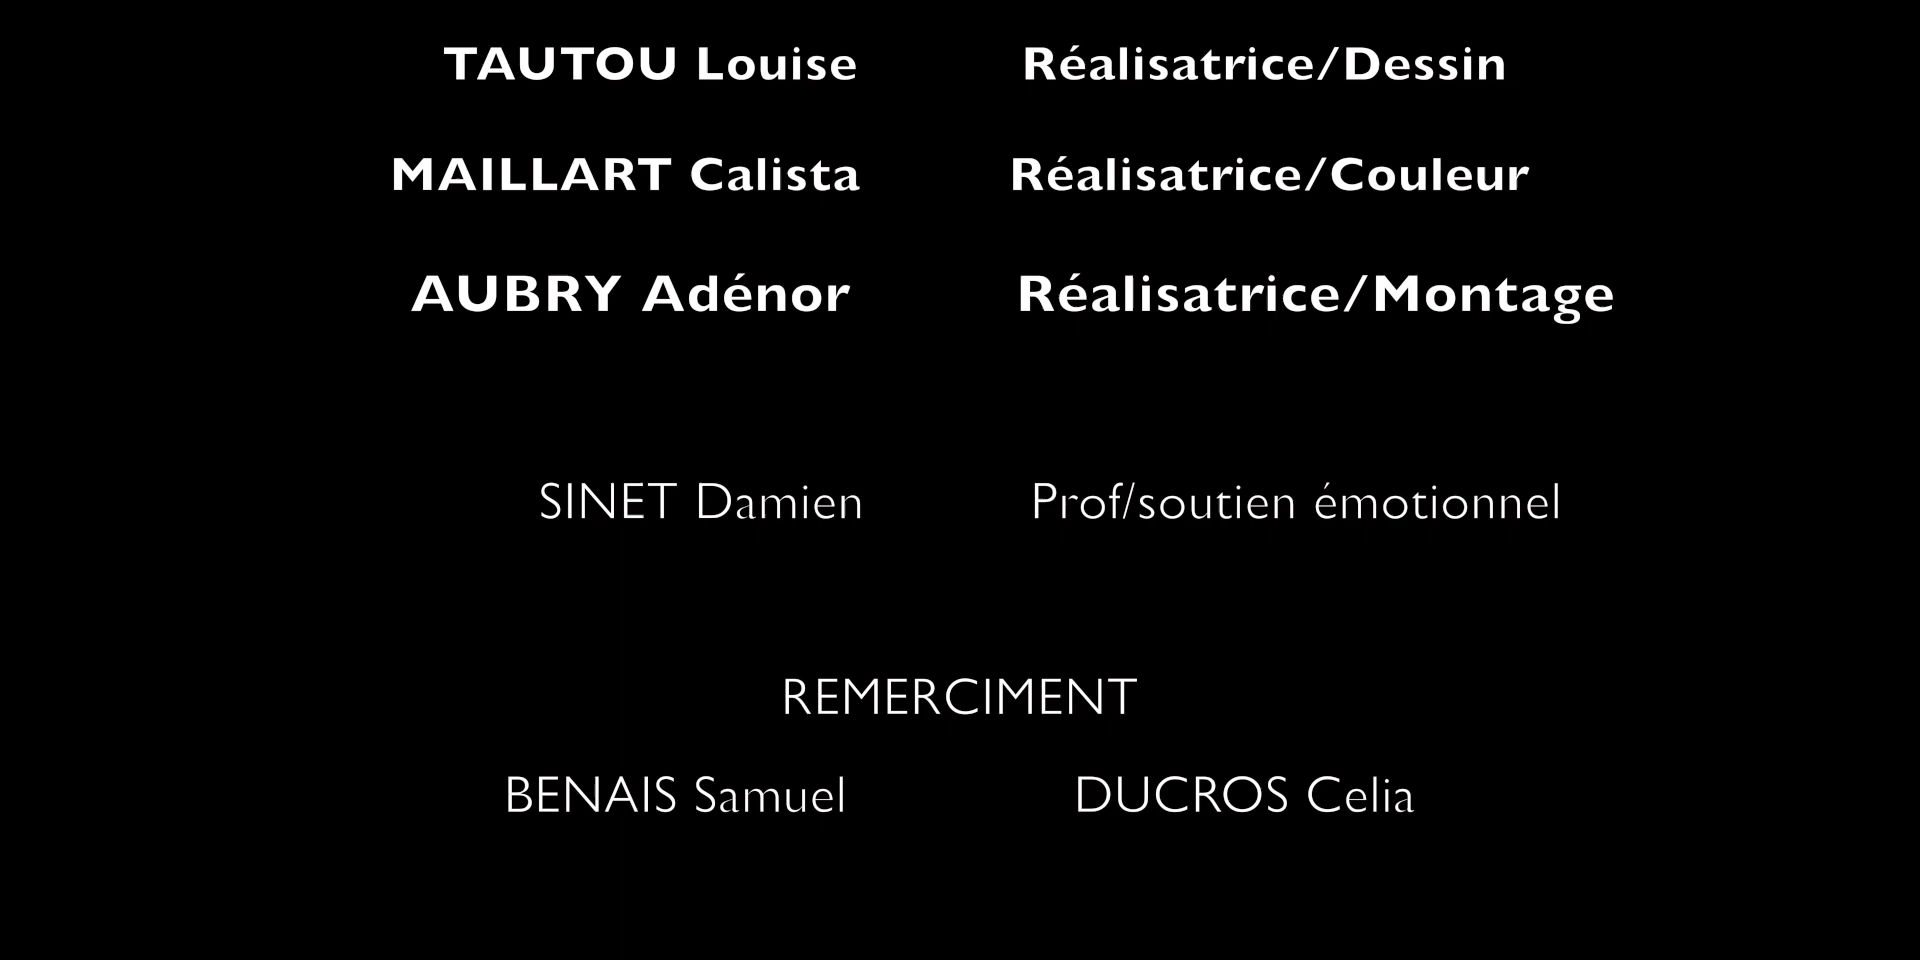 TAUTOU Louise Réalisatrice/Dessin
MAILLART Calista Réalisatrice/Couleur
AUBRY Adénor Réalisatrice/Montage
SINET Damien Prof/soutien émotionnel
REMERCIMENT
BENAIS Samuel DUCROS Celia